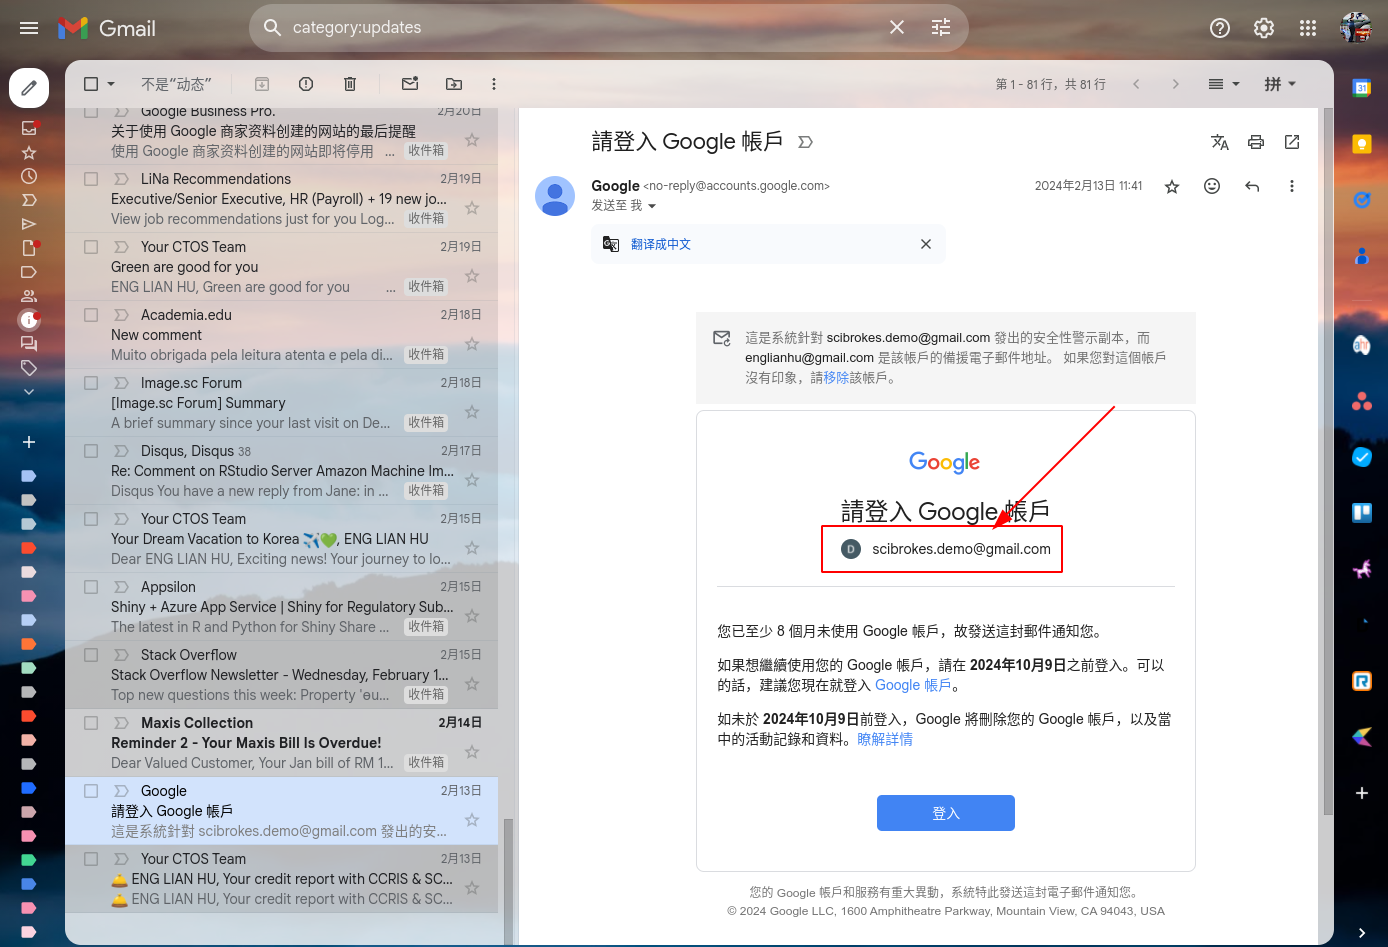 Gmail
category:updates
不是“动态”
第 1 - 81 行，共 81 行
拼
Google Business Pro.
2月20日
关于使用 Google 商家资料创建的网站的最后提醒
使用 Google 商家资料创建的网站即将停用 ...
收件箱
LiNa Recommendations
2月19日
Executive/Senior Executive, HR (Payroll) + 19 new jo...
View job recommendations just for you Log...
收件箱
Your CTOS Team
2月19日
Green are good for you
ENG LIAN HU, Green are good for you ...
收件箱
Academia.edu
2月18日
New comment
Muito obrigada pela leitura atenta e pela di...
收件箱
Image.sc Forum
2月18日
[Image.sc Forum] Summary
A brief summary since your last visit on De...
收件箱
Disqus, Disqus 38
2月17日
Re: Comment on RStudio Server Amazon Machine Im...
Disqus You have a new reply from Jane: in ...
收件箱
Your CTOS Team
2月15日
Your Dream Vacation to Korea ✈️💚, ENG LIAN HU
Dear ENG LIAN HU, Exciting news! Your journey to lo...
Appsilon
2月15日
Shiny + Azure App Service | Shiny for Regulatory Sub...
The latest in R and Python for Shiny Share ...
收件箱
Stack Overflow
2月15日
Stack Overflow Newsletter - Wednesday, February 1...
Top new questions this week: Property 'ɵu...
收件箱
Maxis Collection
2月14日
Reminder 2 - Your Maxis Bill Is Overdue!
Dear Valued Customer, Your Jan bill of RM 1...
收件箱
Google
2月13日
請登入 Google 帳戶
這是系統針對 scibrokes.demo@gmail.com 發出的安...
Your CTOS Team
2月13日
🛎️ ENG LIAN HU, Your credit report with CCRIS & SC...
🛎️ ENG LIAN HU, Your credit report with CCRIS & SC...
請登入 Google 帳戶
Google <no-reply@accounts.google.com>
2024年2月13日 11:41
发送至 我
翻译成中文
這是系統針對 scibrokes.demo@gmail.com 發出的安全性警示副本，而
englianhu@gmail.com 是該帳戶的備援電子郵件地址。 如果您對這個帳戶
沒有印象，請移除該帳戶。
Google
請登入 Google 帳戶
D scibrokes.demo@gmail.com
您已至少 8 個月未使用 Google 帳戶，故發送這封郵件通知您。
如果想繼續使用您的 Google 帳戶，請在 2024年10月9日之前登入。可以
的話，建議您現在就登入 Google 帳戶。
如未於 2024年10月9日前登入，Google 將刪除您的 Google 帳戶，以及當
中的活動記錄和資料。瞭解詳情
登入
您的 Google 帳戶和服務有重大異動，系統特此發送這封電子郵件通知您。
© 2024 Google LLC, 1600 Amphitheatre Parkway, Mountain View, CA 94043, USA
31